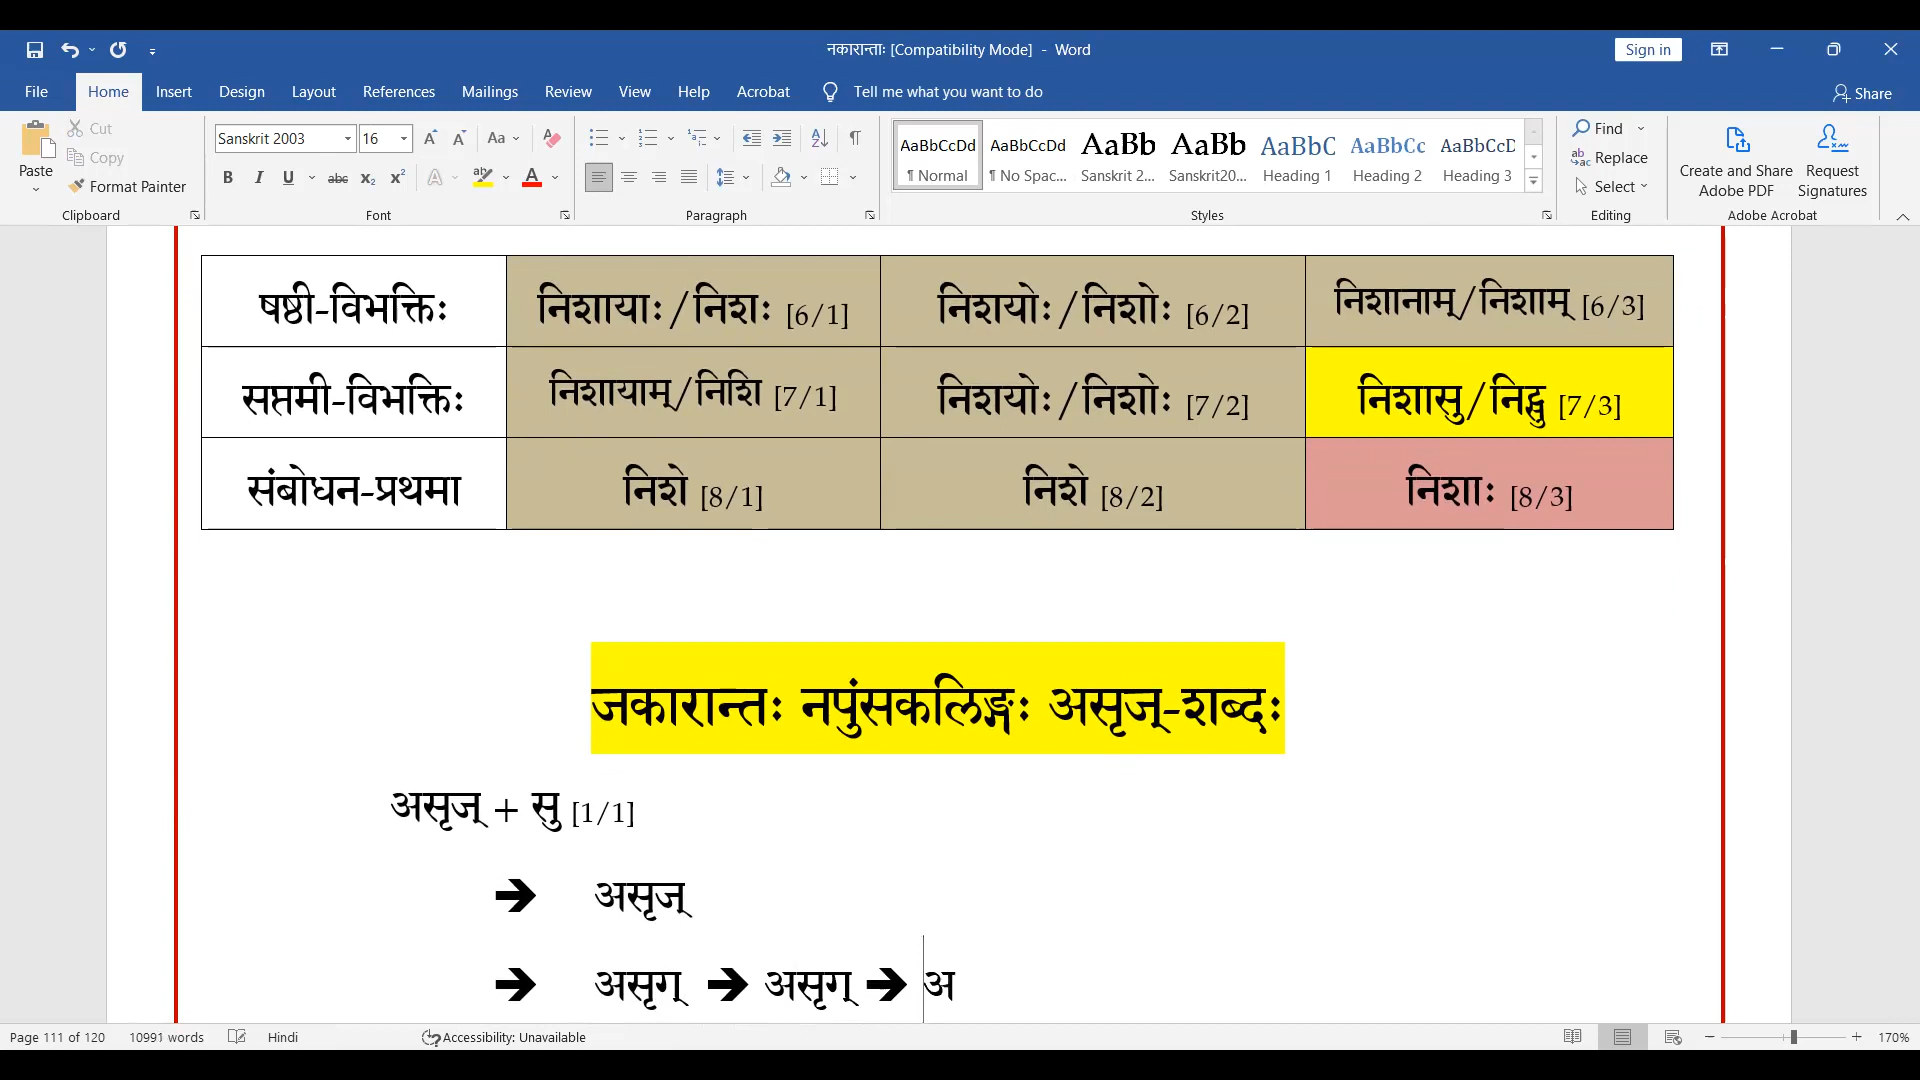 नकारान्ताः [Compatibility Mode] - Word
Sign in
File Home Insert Design Layout References Mailings Review View Help Acrobat Tell me what you want to do Share
Paste
Cut
Copy
Format Painter
Clipboard
Sanskrit 2003 16
Font
Paragraph
AaBbCcDd AaBbCcDd AaBb AaBb AaBbC AaBbCc AaBbCcD
¶ Normal ¶ No Spac... Sanskrit 2... Sanskrit20... Heading 1 Heading 2 Heading 3
Styles
Find
Replace
Select
Editing
Create and Share Adobe PDF
Request Signatures
Adobe Acrobat
षष्ठी-विभक्तिः निशायाः/निशः [6/1] निशयोः/निशोः [6/2] निशानाम्/निशाम् [6/3]
सप्तमी-विभक्तिः निशायाम्/निशि [7/1] निशयोः/निशोः [7/2] निशासु/निट्सु [7/3]
संबोधन-प्रथमा निशे [8/1] निशे [8/2] निशाः [8/3]
जकारान्तः नपुंसकलिङ्गः असृज्-शब्दः
असृज् + सु [1/1]
➔ असृज्
➔ असृग् ➔ असृग् ➔ अ
Page 111 of 120 10991 words Hindi Accessibility: Unavailable 170%